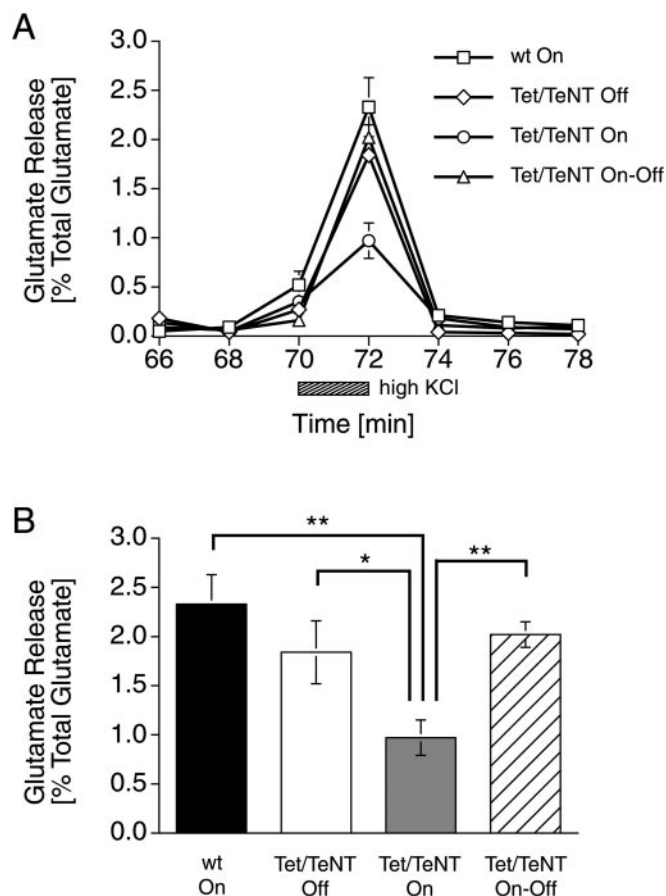 A
Glutamate Release
[% Total Glutamate]
3.0
2.5
2.0
1.5
1.0
0.5
0.0
66 68 70 72 74 76 78
high KCl
Time [min]
wt On
Tet/TeNT Off
Tet/TeNT On
Tet/TeNT On-Off
B
Glutamate Release
[% Total Glutamate]
3.0
2.5
2.0
1.5
1.0
0.5
0.0
**
*
**
wt Tet/TeNT Tet/TeNT Tet/TeNT
On Off On On-Off